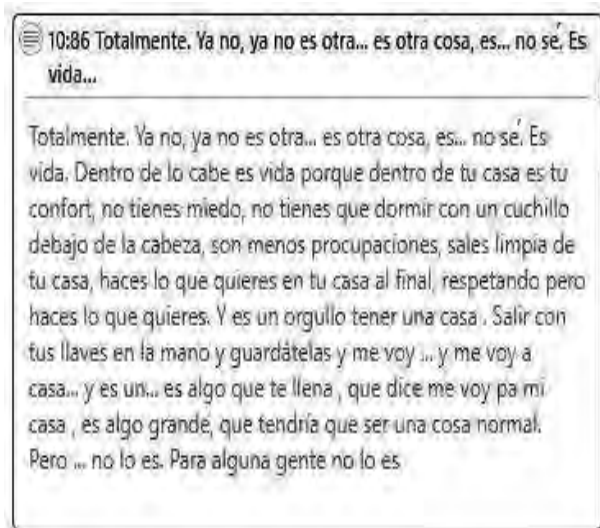 10:86 Totalmente. Ya no, ya no es otra... es otra cosa, es... no sé. Es
vida...
Totalmente. Ya no, ya no es otra... es otra cosa, es... no sé. Es
vida. Dentro de lo cabe es vida porque dentro de tu casa es tu
confort, no tienes miedo, no tienes que dormir con un cuchillo
debajo de la cabeza, son menos procupaciones, sales limpia de
tu casa, haces lo que quieres en tu casa al final, respetando pero
haces lo que quieres. Y es un orgullo tener una casa . Salir con
tus llaves en la mano y guardátelas y me voy ... y me voy a
casa... y es un... es algo que te llena , que dice me voy pa mi
casa , es algo grande, que tendría que ser una cosa normal.
Pero ... no lo es. Para alguna gente no lo es